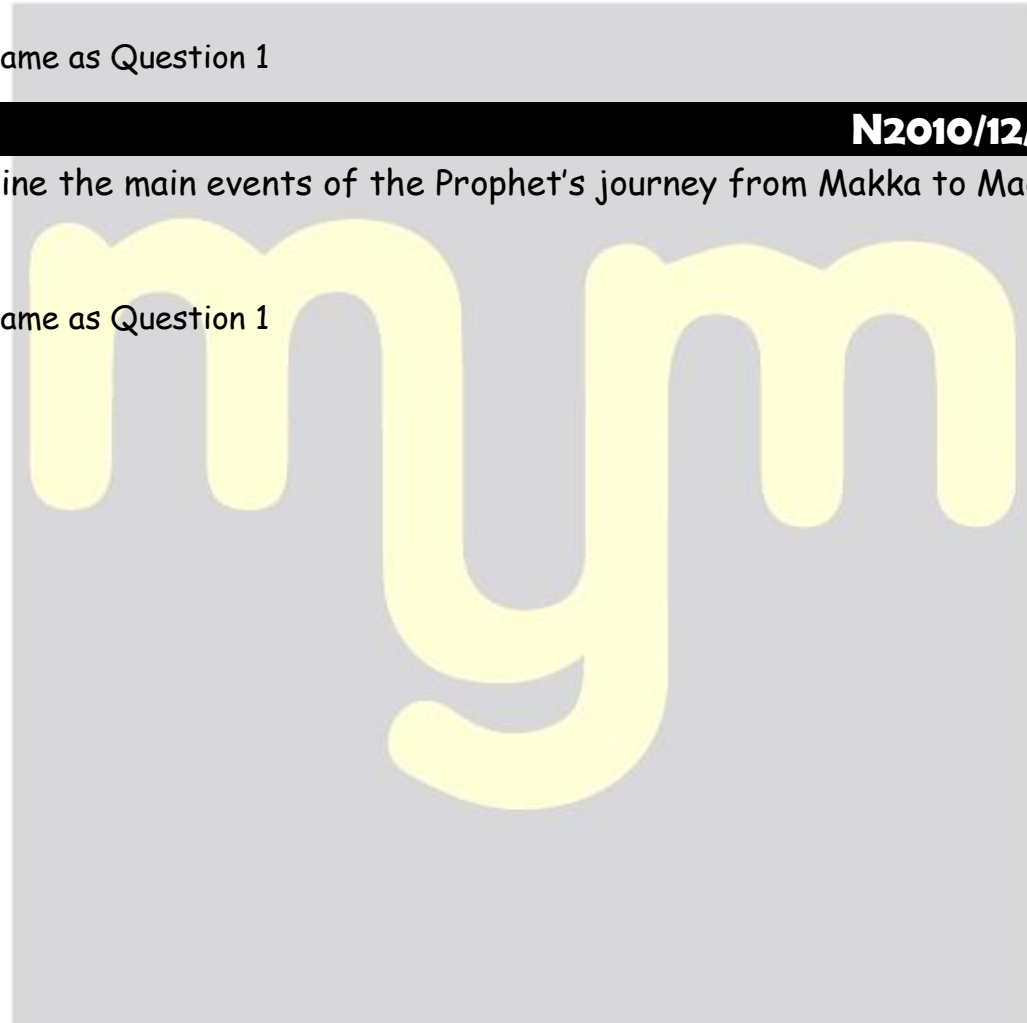 ame as Question 1
N2010/12/
ine the main events of the Prophet's journey from Makka to Ma
ame as Question 1
mym